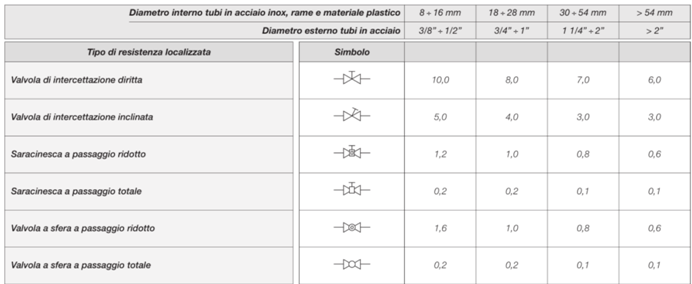 Diametro interno tubi in acciaio inox, rame e materiale plastico 8 ÷ 16 mm 18 ÷ 28 mm 30 ÷ 54 mm > 54 mm
Diametro esterno tubi in acciaio 3/8" ÷ 1/2" 3/4" ÷ 1" 1 1/4" ÷ 2" > 2"
Tipo di resistenza localizzata Simbolo
Valvola di intercettazione diritta 10,0 8,0 7,0 6,0
Valvola di intercettazione inclinata 5,0 4,0 3,0 3,0
Saracinesca a passaggio ridotto 1,2 1,0 0,8 0,6
Saracinesca a passaggio totale 0,2 0,2 0,1 0,1
Valvola a sfera a passaggio ridotto 1,6 1,0 0,8 0,6
Valvola a sfera a passaggio totale 0,2 0,2 0,1 0,1